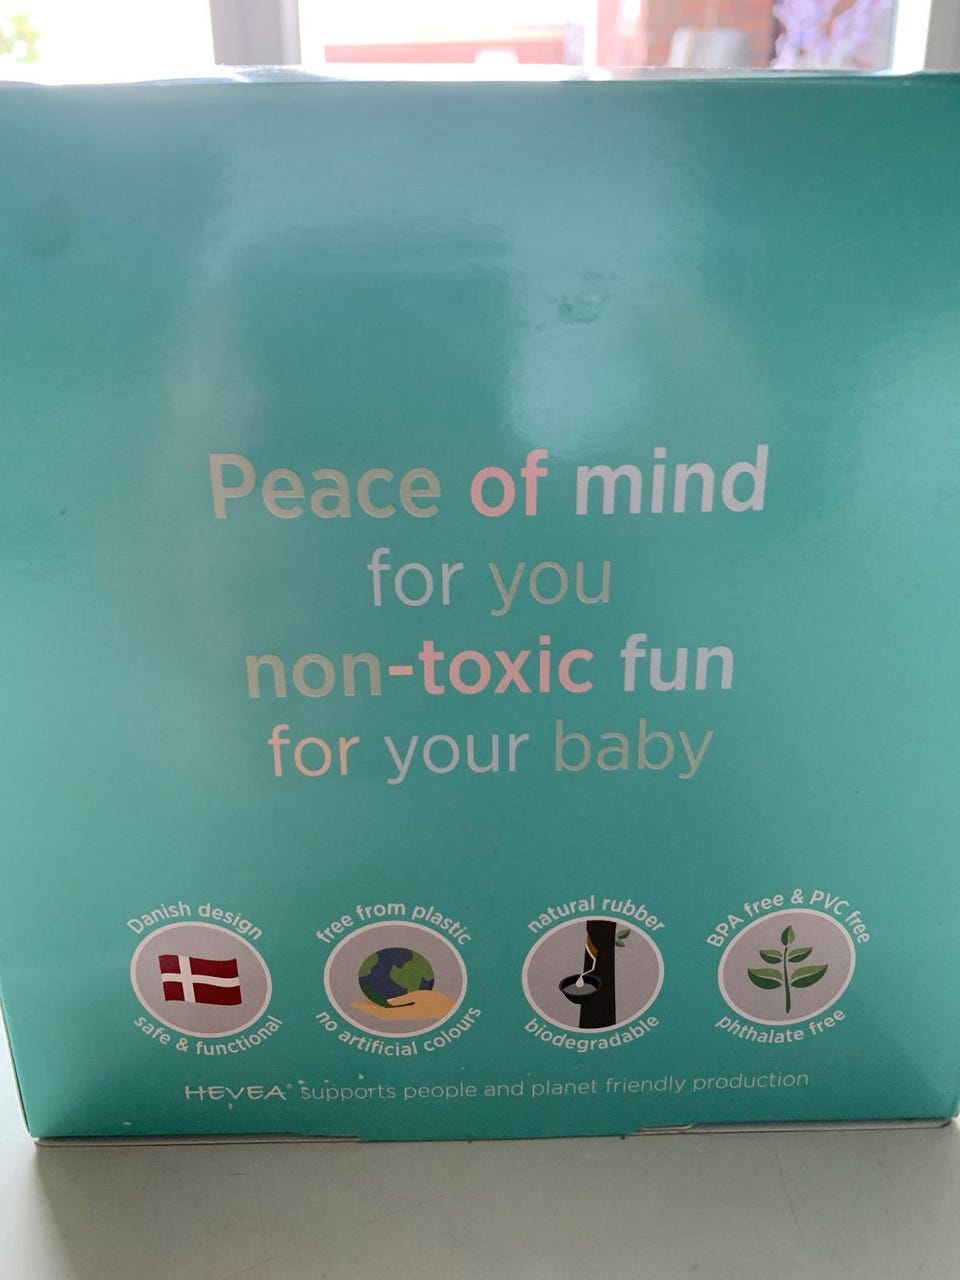 Peace of mind
for you
non-toxic fun
for your baby
Danish design
safe & functional
free from plastic
no artificial colours
natural rubber
biodegradable
BPA free & PVC free
phthalate free
HEVEA® supports people and planet friendly production